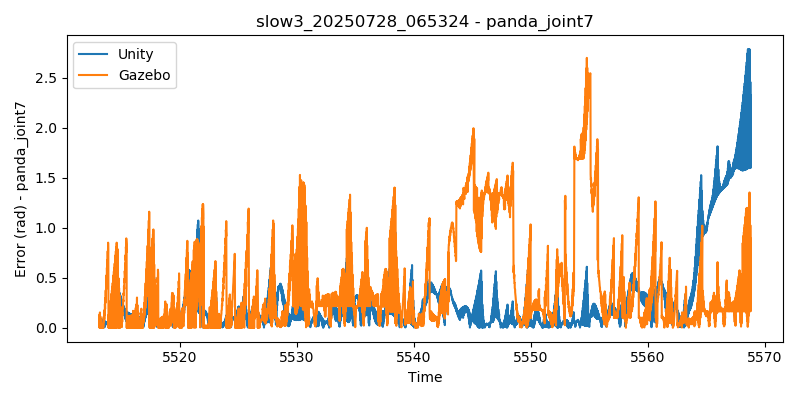 slow3_20250728_065324 - panda_joint7
Unity
Gazebo
Error (rad) - panda_joint7
2.5
2.0
1.5
1.0
0.5
0.0
5520
5530
5540
5550
5560
5570
Time